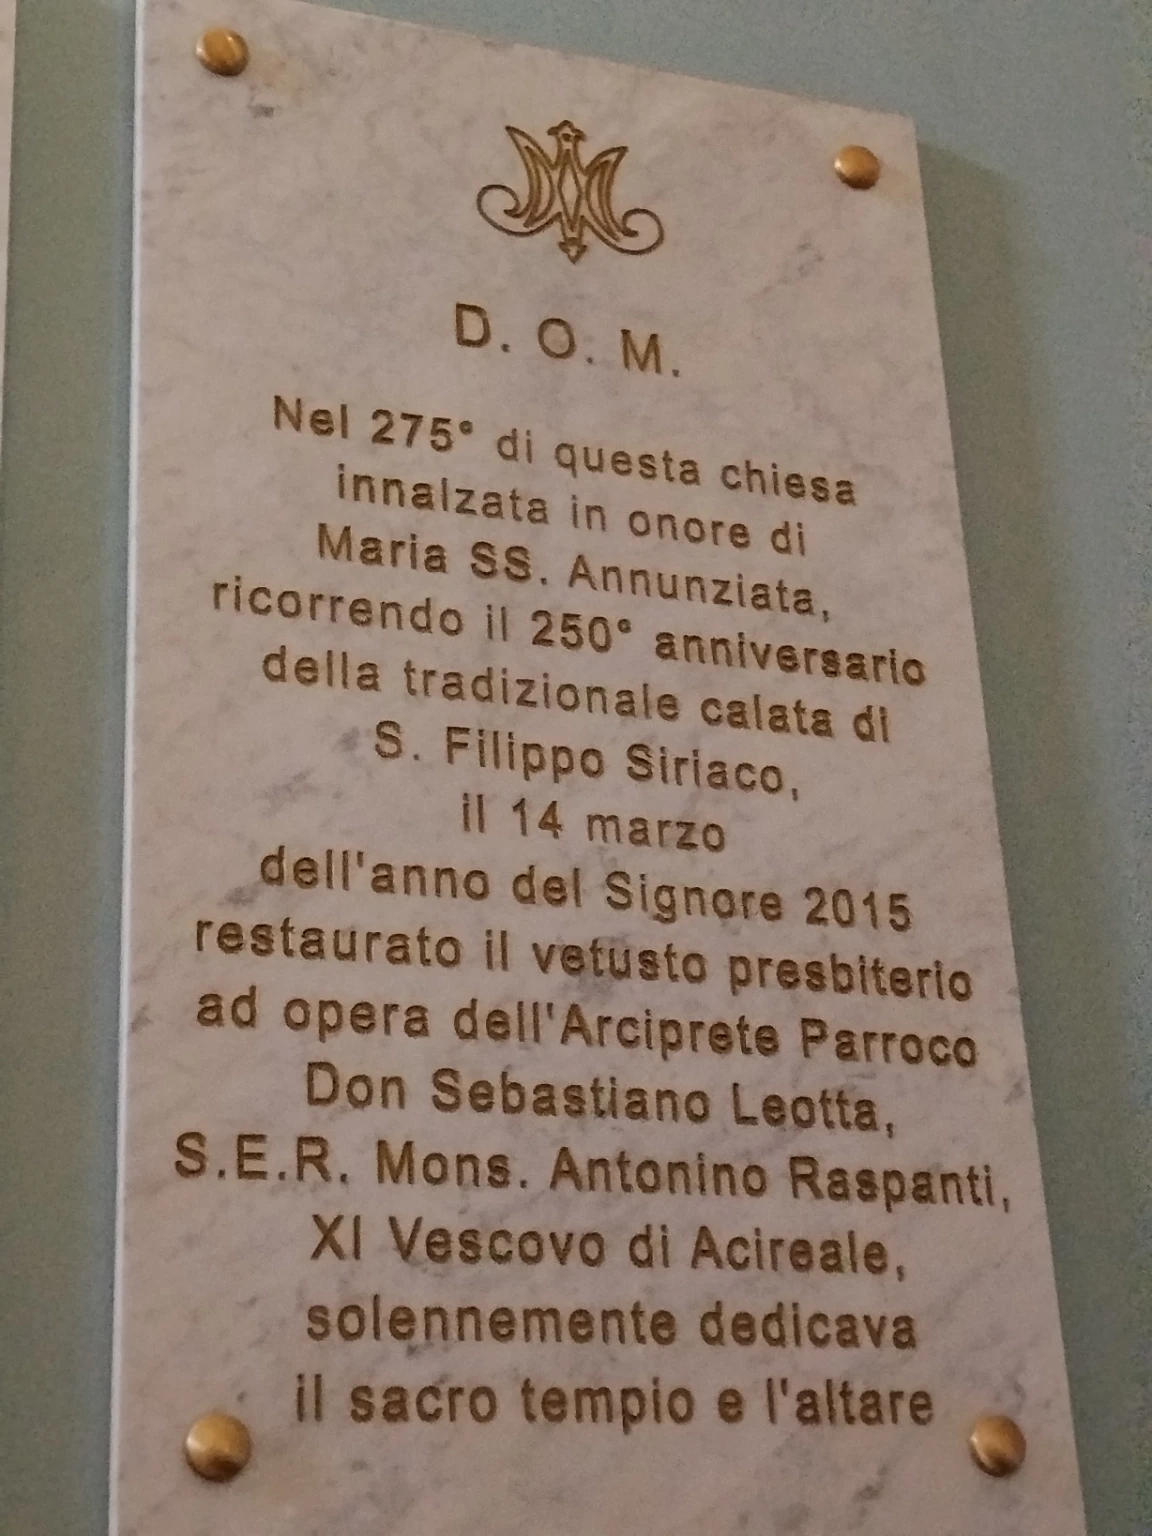 D. O. M.
Nel 275° di questa chiesa
innalzata in onore di
Maria SS. Annunziata,
ricorrendo il 250° anniversario
della tradizionale calata di
S. Filippo Siriaco,
il 14 marzo
dell'anno del Signore 2015
restaurato il vetusto presbiterio
ad opera dell'Arciprete Parroco
Don Sebastiano Leotta,
S.E.R. Mons. Antonino Raspanti,
XI Vescovo di Acireale,
solennemente dedicava
il sacro tempio e l'altare